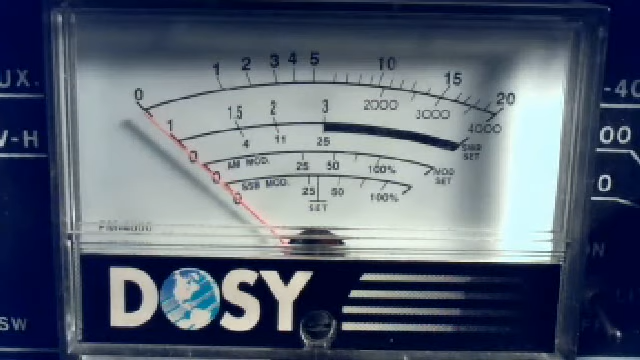 UX.
-40
0 1 2 3 4 5 10 15 20
2000 3000 4000
1 1.5 2 3
00
W-H
0 4 11 25
SWR
SET
0 AM MOD. 25 50 100%
MOD
SET
0 SSB MOD. 25 50 100%
0
SET
DOSY
SW